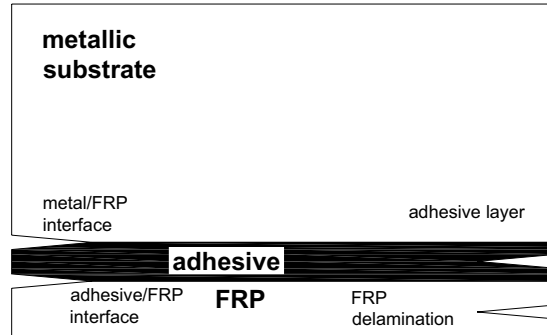 metallic
substrate
metal/FRP
interface
adhesive layer
adhesive
adhesive/FRP
interface
FRP
FRP
delamination